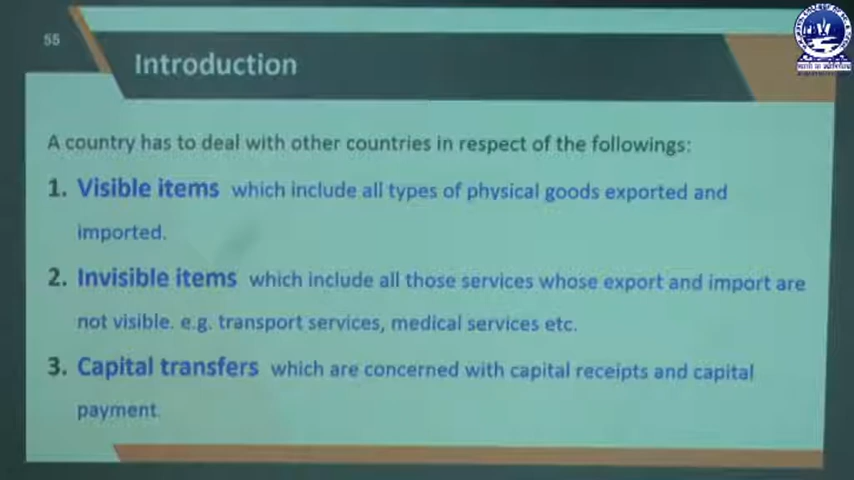 55
Introduction
A country has to deal with other countries in respect of the followings:
1. Visible items which include all types of physical goods exported and
imported.
2. Invisible items which include all those services whose export and import are
not visible. e.g. transport services, medical services etc.
3. Capital transfers which are concerned with capital receipts and capital
payment.